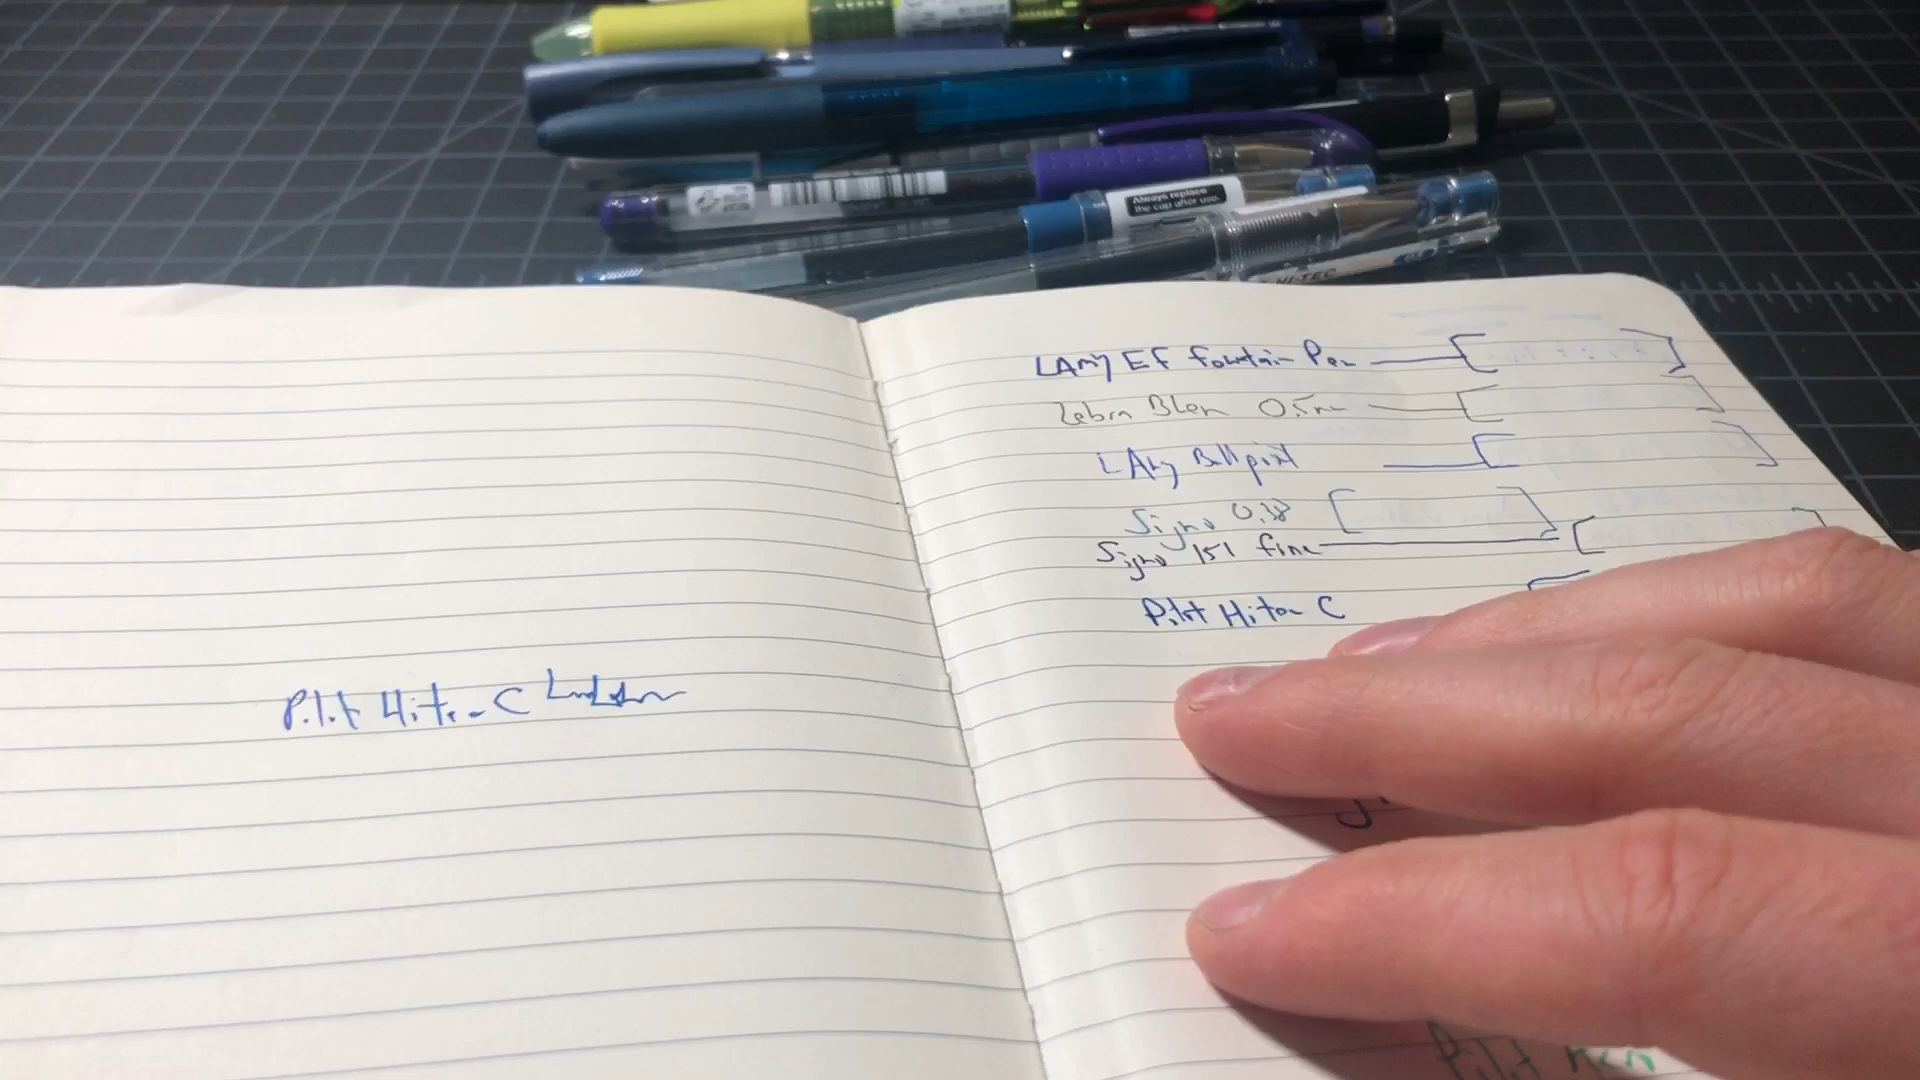 Always replace
the cap after use.
HI-TEC
LAmy EF fountain Pen
Zebra Blen 0.5mm
LAmy Ballpoint
Signo 0.38
Signo 151 fine
Pilot Hitec C
Pilot Hitec C
Pilot